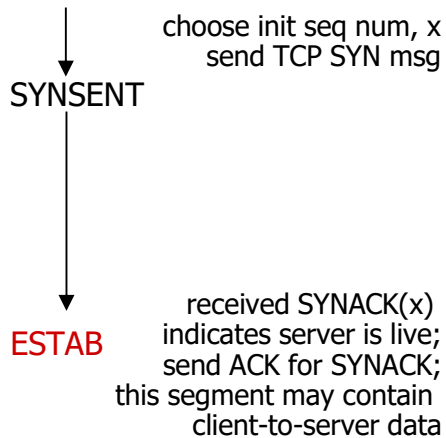 choose init seq num, x
send TCP SYN msg
SYNSENT
received SYNACK(x)
indicates server is live;
ESTAB
send ACK for SYNACK;
this segment may contain
client-to-server data